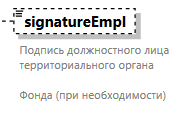 signatureEmpl
Подпись должностного лица
территориального органа
Фонда (при необходимости)